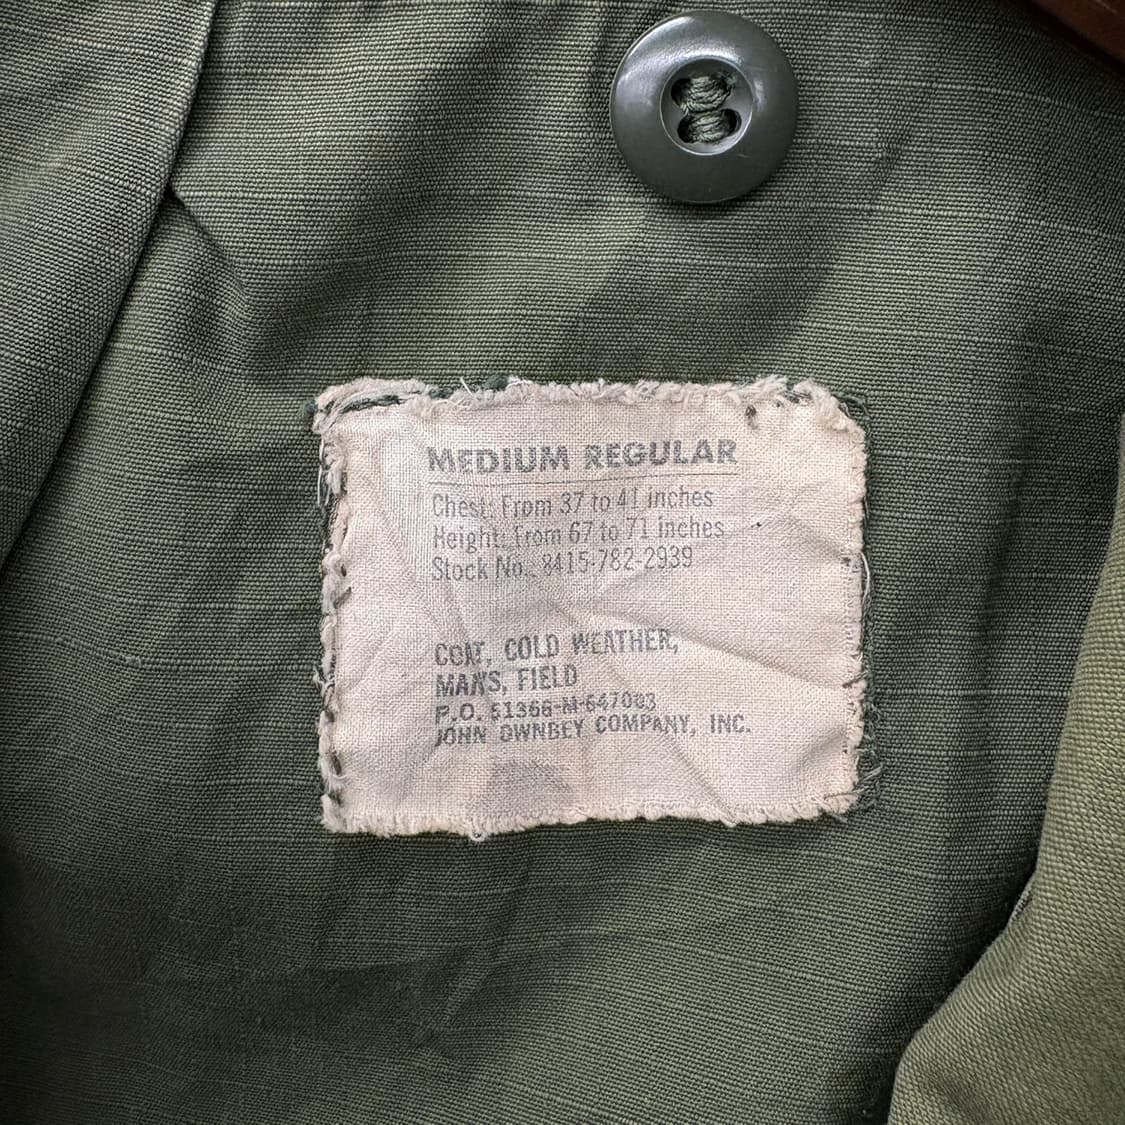 MEDIUM REGULAR
Chest: From 37 to 41 inches
Height: From 67 to 71 inches
Stock No. 8415-782-2939
COAT, COLD WEATHER,
MAN'S, FIELD
P.O. 51366-M-647003
JOHN OWNBEY COMPANY, INC.